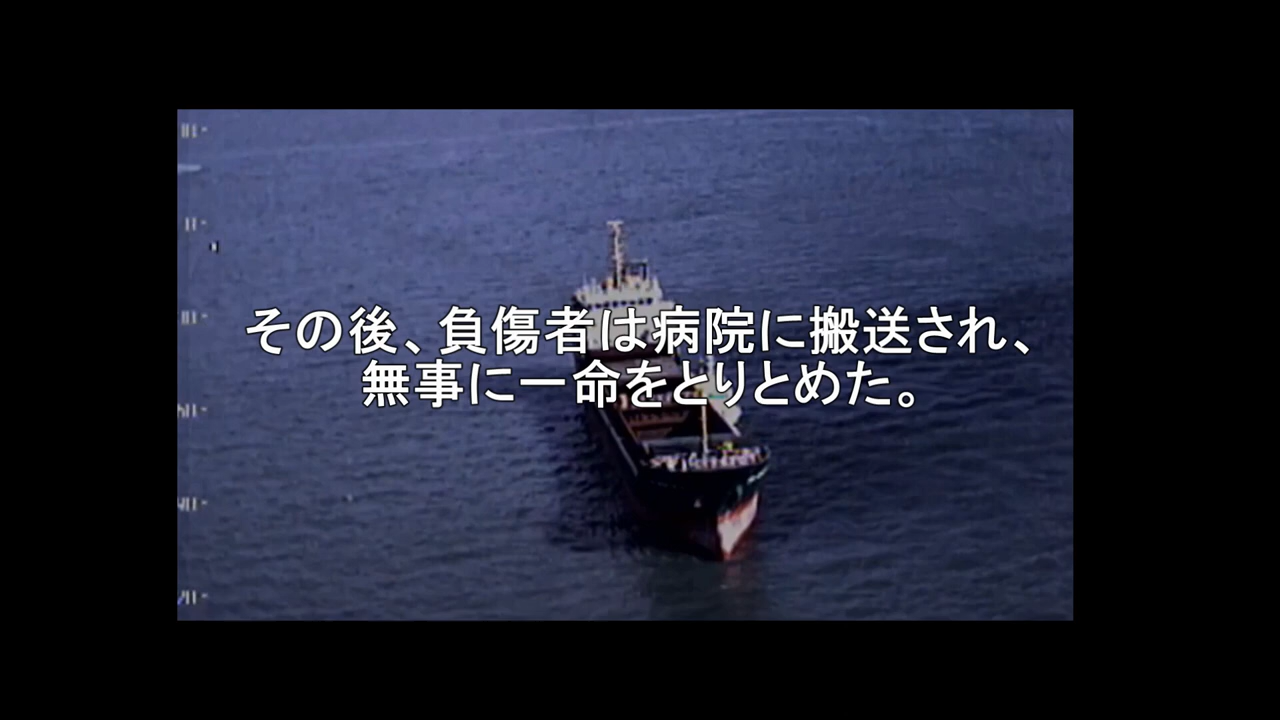 その後、負傷者は病院に搬送され、
無事に一命をとりとめた。